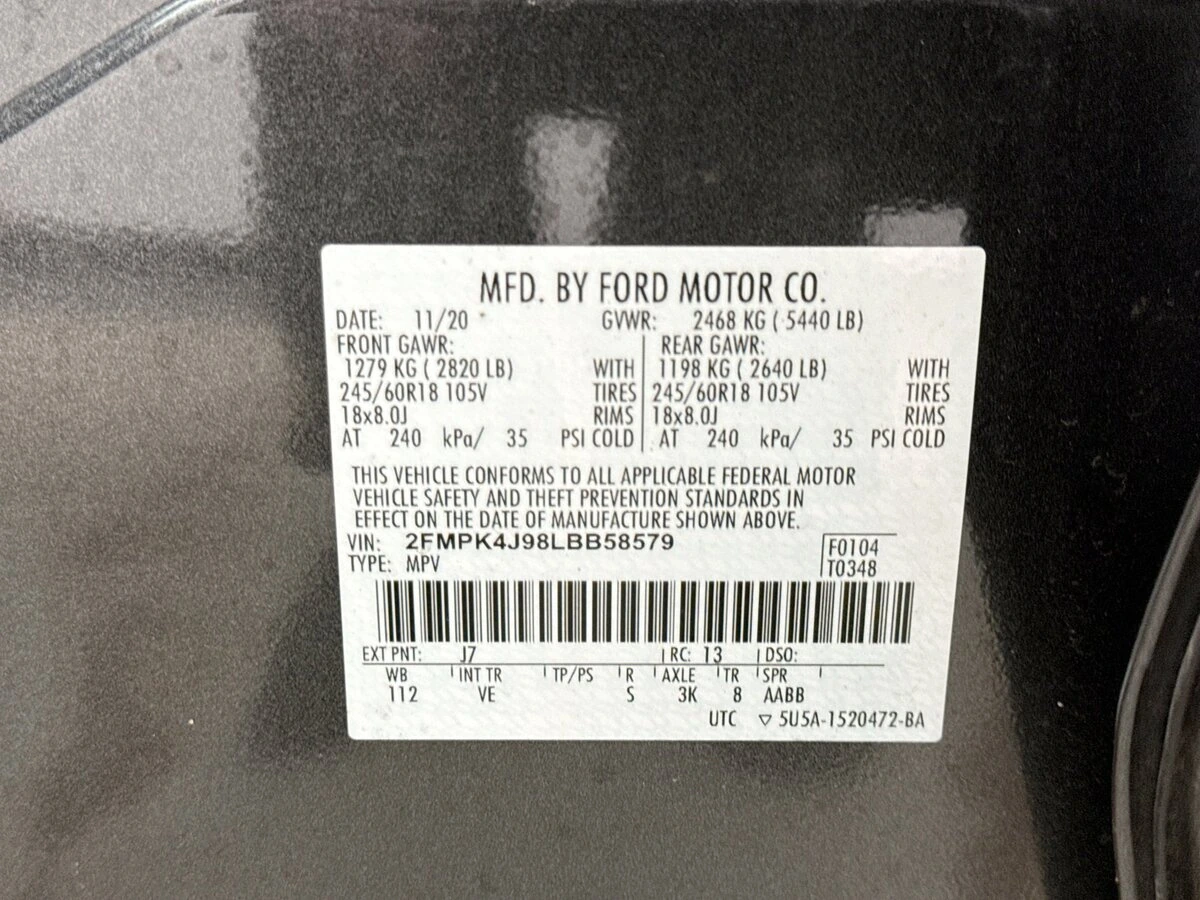 MFD. BY FORD MOTOR CO.
DATE: 11/20 GVWR: 2468 KG ( 5440 LB)
FRONT GAWR: REAR GAWR:
1279 KG ( 2820 LB) WITH 1198 KG ( 2640 LB) WITH
245/60R18 105V TIRES 245/60R18 105V TIRES
18x8.0J RIMS 18x8.0J RIMS
AT 240 kPa/ 35 PSI COLD AT 240 kPa/ 35 PSI COLD
THIS VEHICLE CONFORMS TO ALL APPLICABLE FEDERAL MOTOR
VEHICLE SAFETY AND THEFT PREVENTION STANDARDS IN
EFFECT ON THE DATE OF MANUFACTURE SHOWN ABOVE.
VIN: 2FMPK4J98LBB58579 F0104
TYPE: MPV T0348
EXT PNT: J7 RC: 13 DSO:
WB INT TR TP/PS R AXLE TR SPR
112 VE S 3K 8 AABB
UTC ▽ 5U5A-1520472-BA